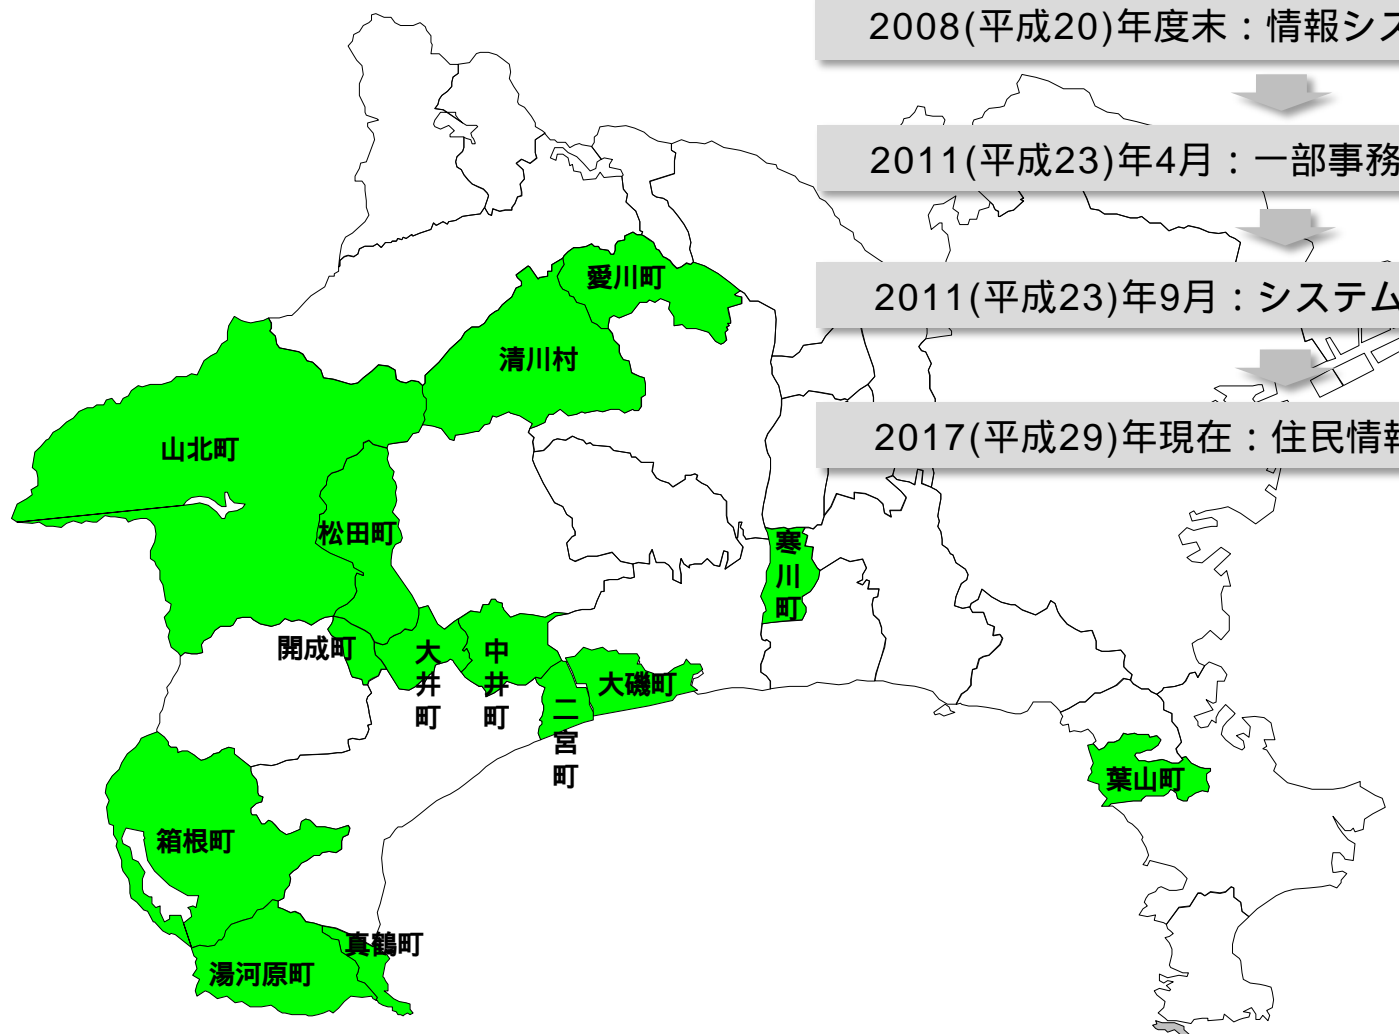 2008(平成20)年度末：情報シス
2011(平成23)年4月：一部事務
2011(平成23)年9月：システム
2017(平成29)年現在：住民情報
愛川町
清川村
山北町
松田町
寒川町
開成町
大井町
中井町
二宮町
大磯町
葉山町
箱根町
真鶴町
湯河原町